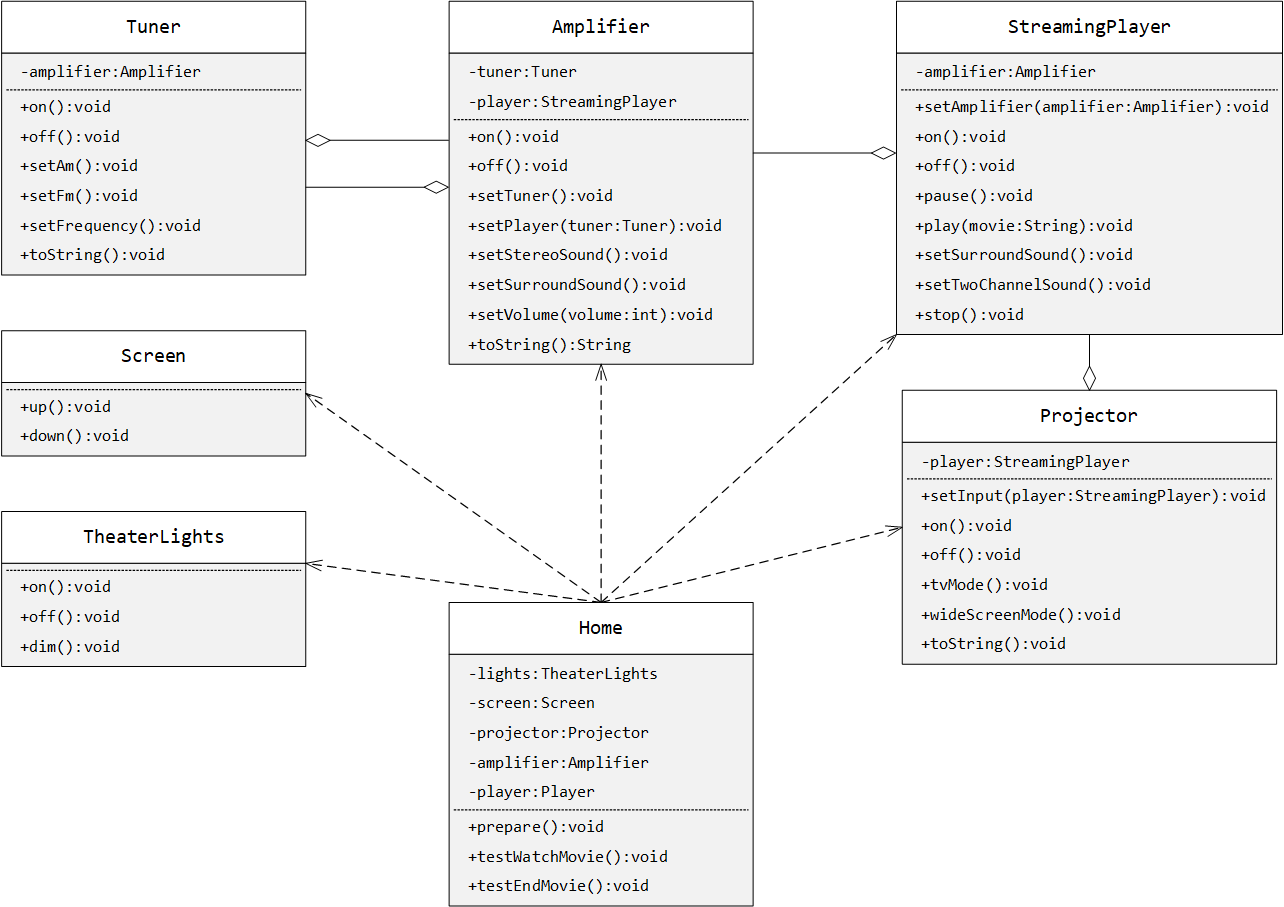 Tuner
-amplifier:Amplifier
+on():void
+off():void
+setAm():void
+setFm():void
+setFrequency():void
+toString():void
Amplifier
-tuner:Tuner
-player:StreamingPlayer
+on():void
+off():void
+setTuner():void
+setPlayer(tuner:Tuner):void
+setStereoSound():void
+setSurroundSound():void
+setVolume(volume:int):void
+toString():String
StreamingPlayer
-amplifier:Amplifier
+setAmplifier(amplifier:Amplifier):void
+on():void
+off():void
+pause():void
+play(movie:String):void
+setSurroundSound():void
+setTwoChannelSound():void
+stop():void
Screen
+up():void
+down():void
Projector
-player:StreamingPlayer
+setInput(player:StreamingPlayer):void
+on():void
+off():void
+tvMode():void
+wideScreenMode():void
+toString():void
TheaterLights
+on():void
+off():void
+dim():void
Home
-lights:TheaterLights
-screen:Screen
-projector:Projector
-amplifier:Amplifier
-player:Player
+prepare():void
+testWatchMovie():void
+testEndMovie():void